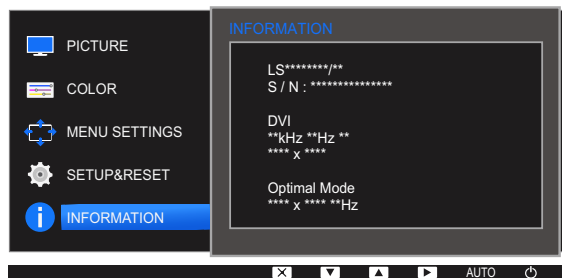 PICTURE
COLOR
MENU SETTINGS
SETUP&RESET
INFORMATION
INFORMATION
LS********/**
S / N : ***************
DVI
**kHz **Hz **
**** x ****
Optimal Mode
**** x **** **Hz
AUTO